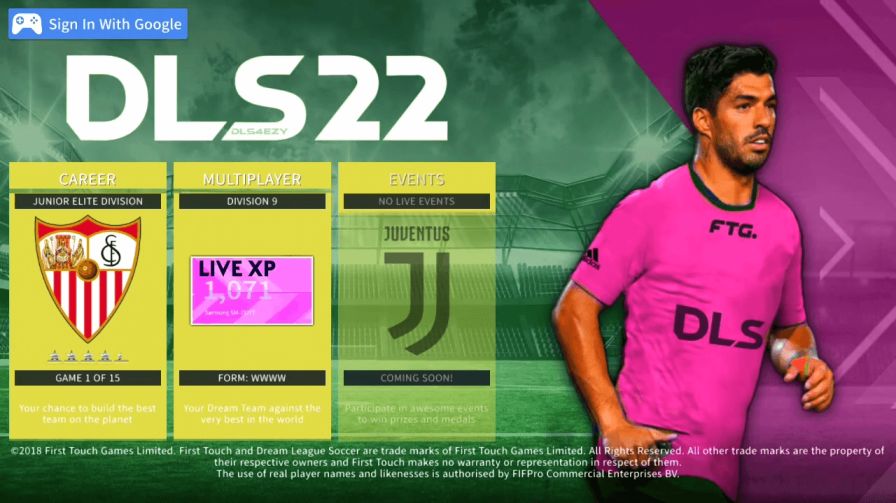 Sign In With Google
DLS22
DLS4EZY
CAREER
JUNIOR ELITE DIVISION
GAME 1 OF 15
Your chance to build the best
team on the planet
MULTIPLAYER
DIVISION 9
LIVE XP
1,071
FORM: WWWW
Your Dream Team against the
very best in the world
EVENTS
NO LIVE EVENTS
JUVENTUS
COMING SOON!
Participate in awesome events
to win prizes and medals
FTG.
adidas
DLS
©2018 First Touch Games Limited. First Touch and Dream League Soccer are trade marks of First Touch Games Limited. All Rights Reserved. All other trade marks are the property of
their respective owners and First Touch makes no warranty or representation in respect of them.
The use of real player names and likenesses is authorised by FIFPro Commercial Enterprises BV.